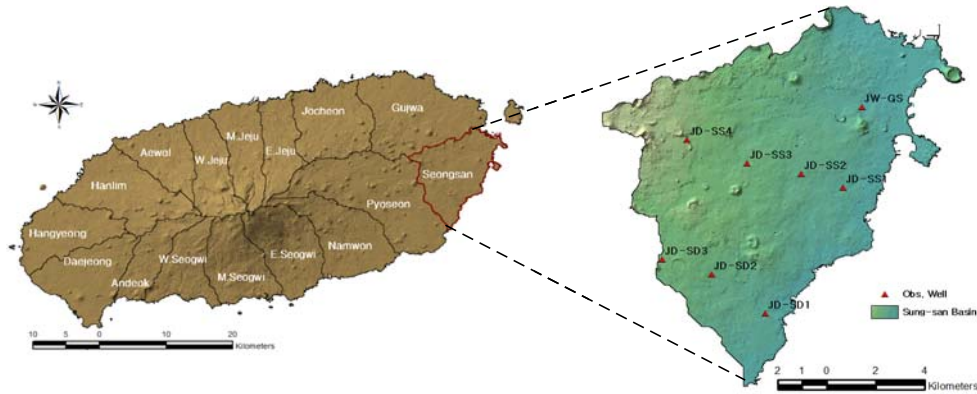 Jocheon
Gujwa
M.Jeju
E.Jeju
W.Jeju
Aewol
Hanlim
Seongsan
Pyoseon
Hangyeong
Namwon
E.Seogwi
W.Seogwi
Daejeong
M.Seogwi
Andeok
10 5 0 10 20
Kilometers
JW-GS
JD-SS4
JD-SS3
JD-SS2
JD-SS1
JD-SD3
JD-SD2
JD-SD1
Obs, Well
Sung-san Basin
2 1 0 2 4
Kilometers